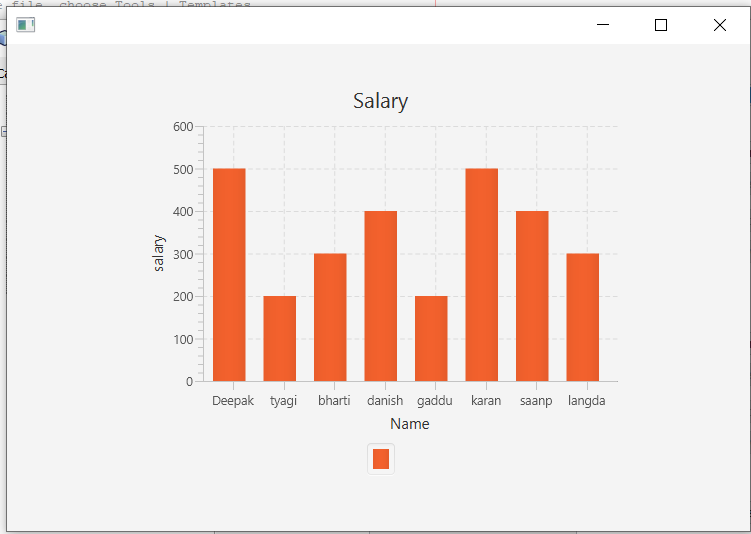 e file, choose Tools | Templates
Salary
600
500
400
300
200
100
0
salary
Deepak tyagi bharti danish gaddu karan saanp langda
Name